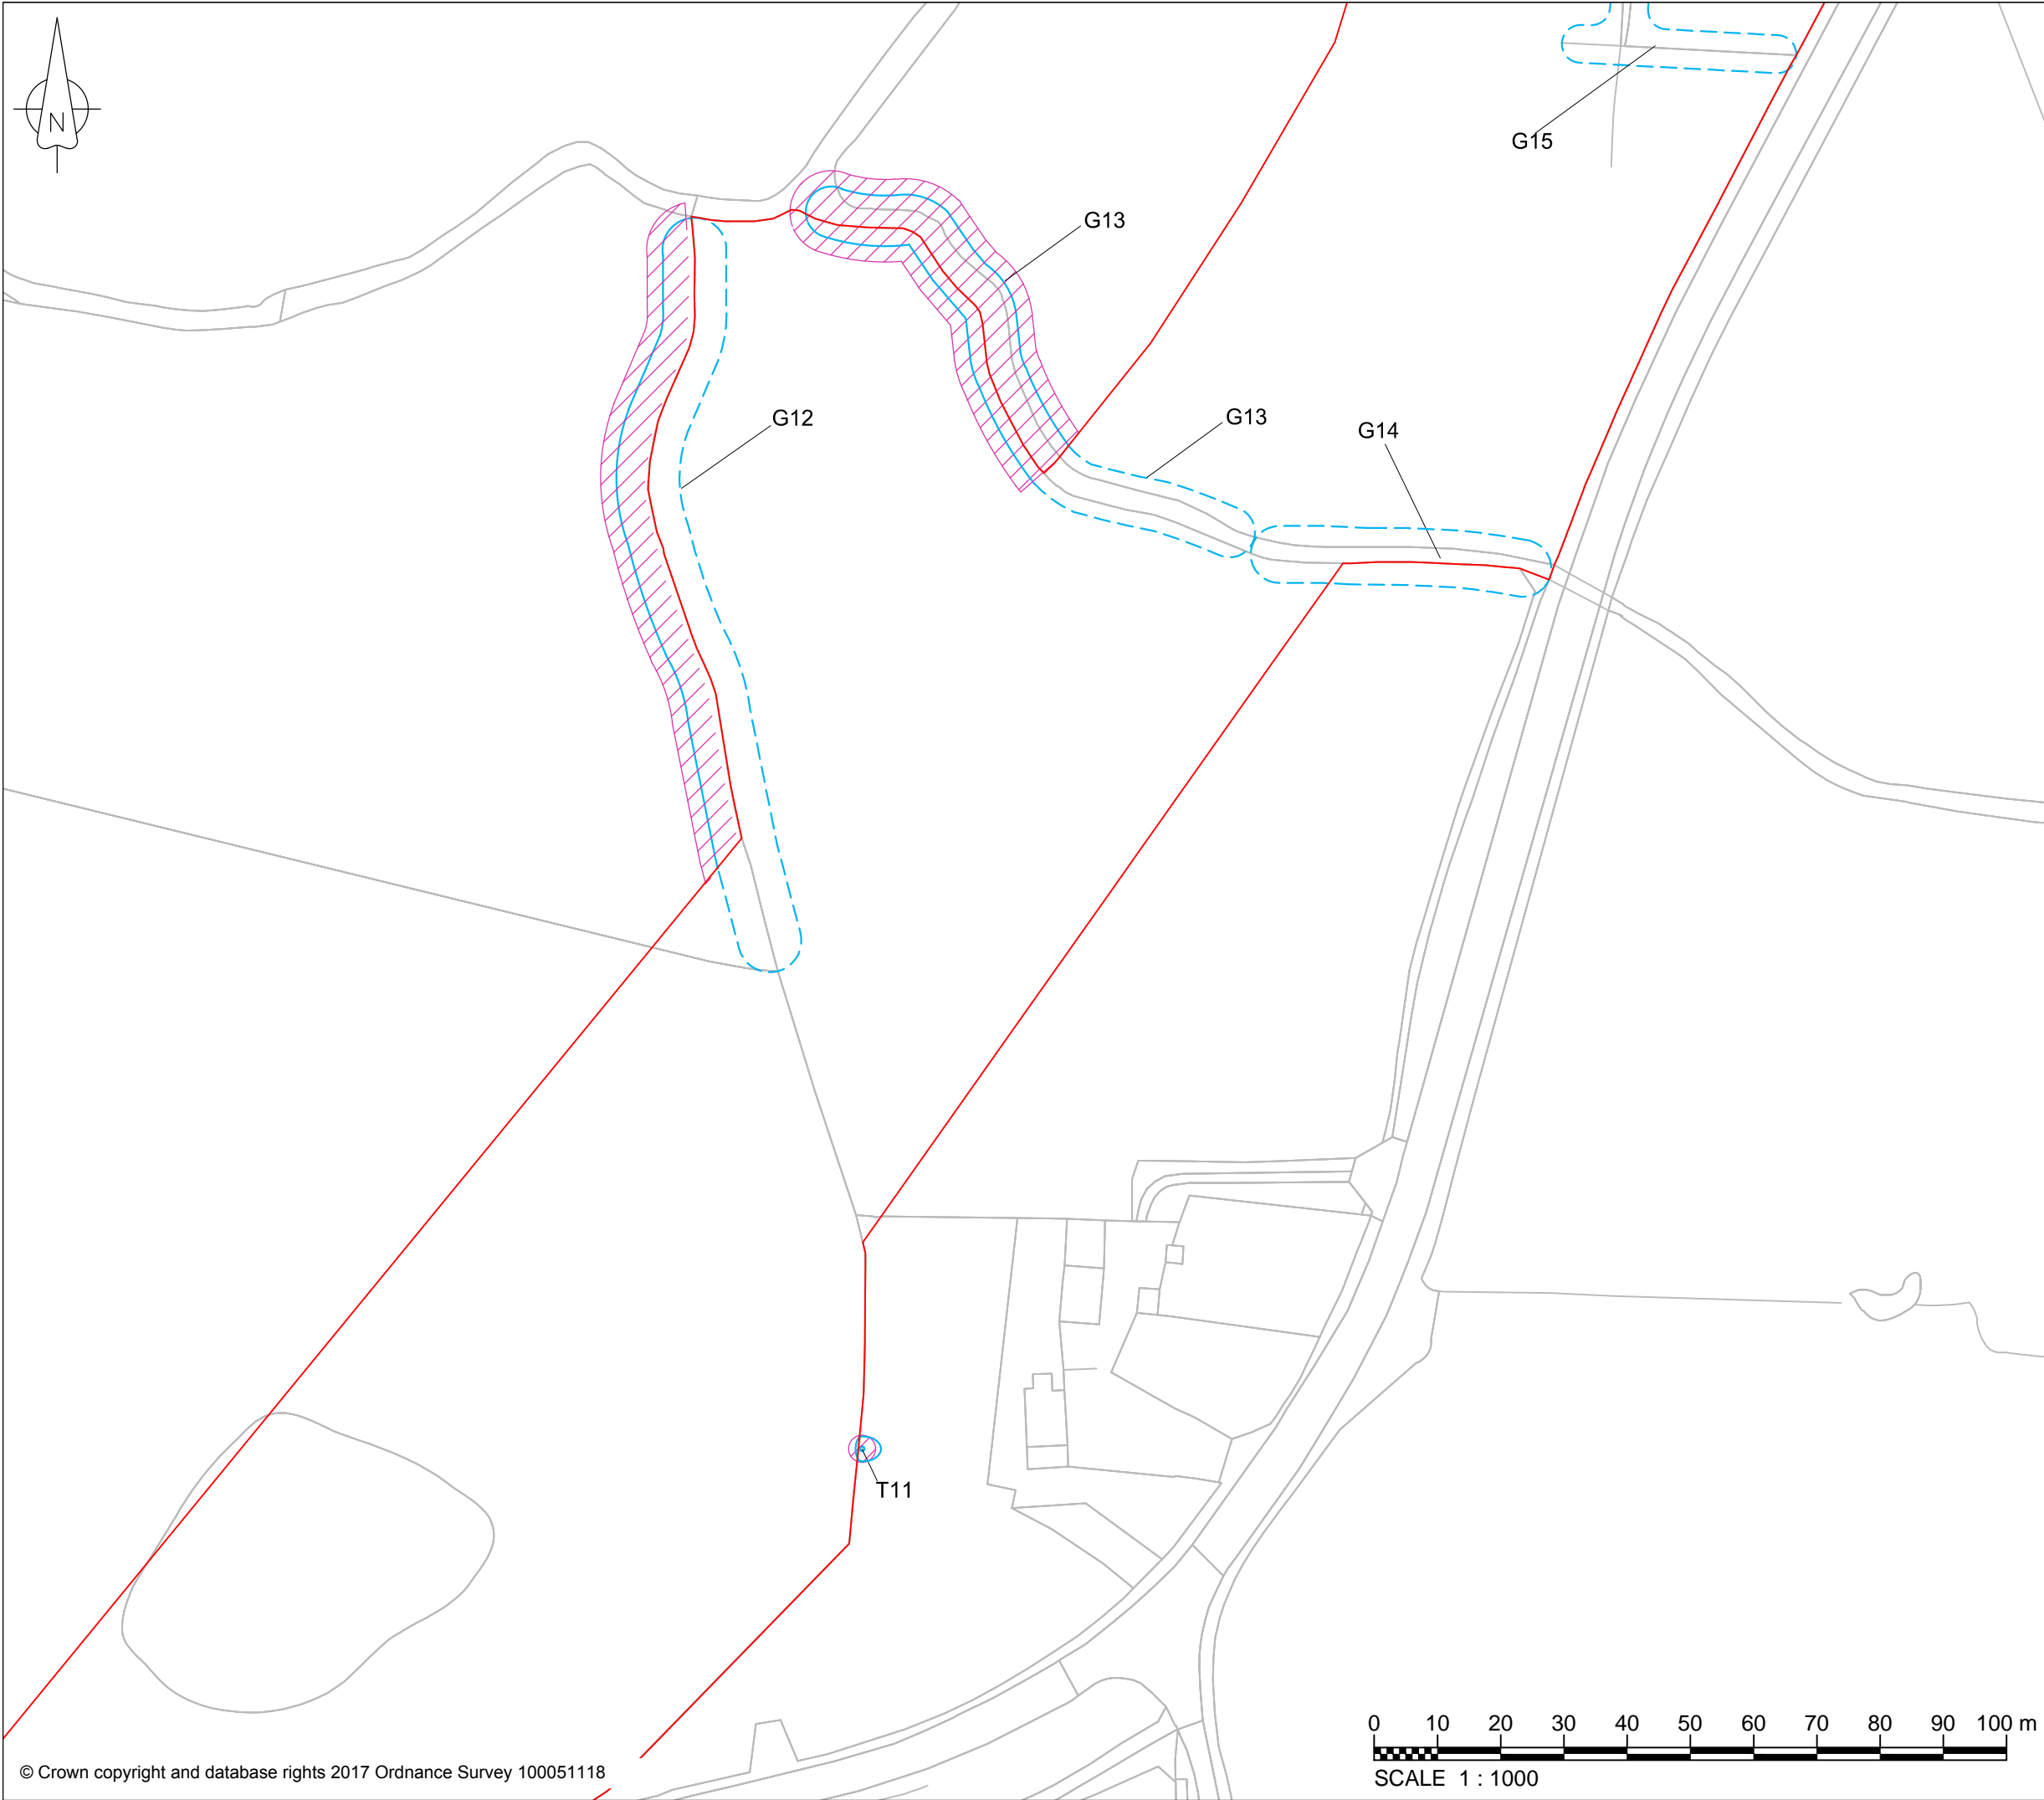 N
G15
G13
G12
G13
G14
T11
0 10 20 30 40 50 60 70 80 90 100 m
SCALE 1 : 1000
© Crown copyright and database rights 2017 Ordnance Survey 100051118